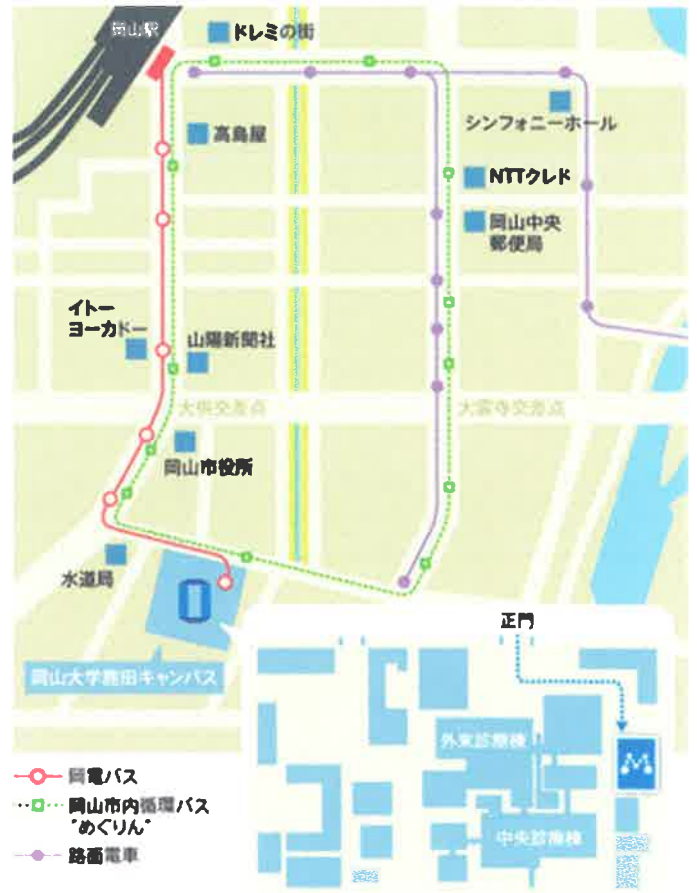 岡山駅
ドレミの街
高島屋
シンフォニーホール
NTTクレド
岡山中央
郵便局
イトー
ヨーカドー
山陽新聞社
大供交差点
大雲寺交差点
岡山市役所
水道局
岡山大学鹿田キャンパス
正門
外来診療棟
中央診療棟
岡電バス
岡山市内循環バス
"めぐりん"
路面電車